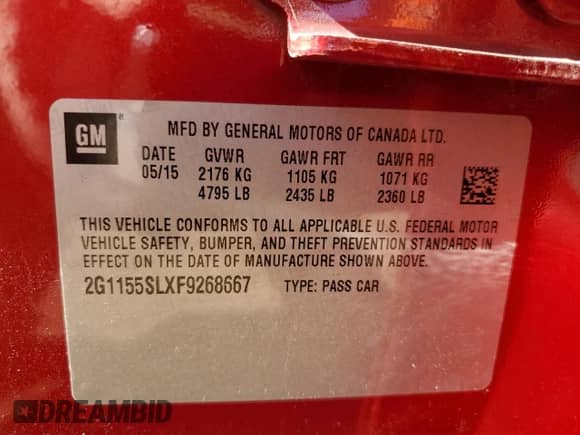 GM ®
MFD BY GENERAL MOTORS OF CANADA LTD.
DATE GVWR GAWR FRT GAWR RR
05/15 2176 KG 1105 KG 1071 KG
4795 LB 2435 LB 2360 LB
THIS VEHICLE CONFORMS TO ALL APPLICABLE U.S. FEDERAL MOTOR
VEHICLE SAFETY, BUMPER, AND THEFT PREVENTION STANDARDS IN
EFFECT ON THE DATE OF MANUFACTURE SHOWN ABOVE.
2G1155SLXF9268667 TYPE: PASS CAR
DREAMBID